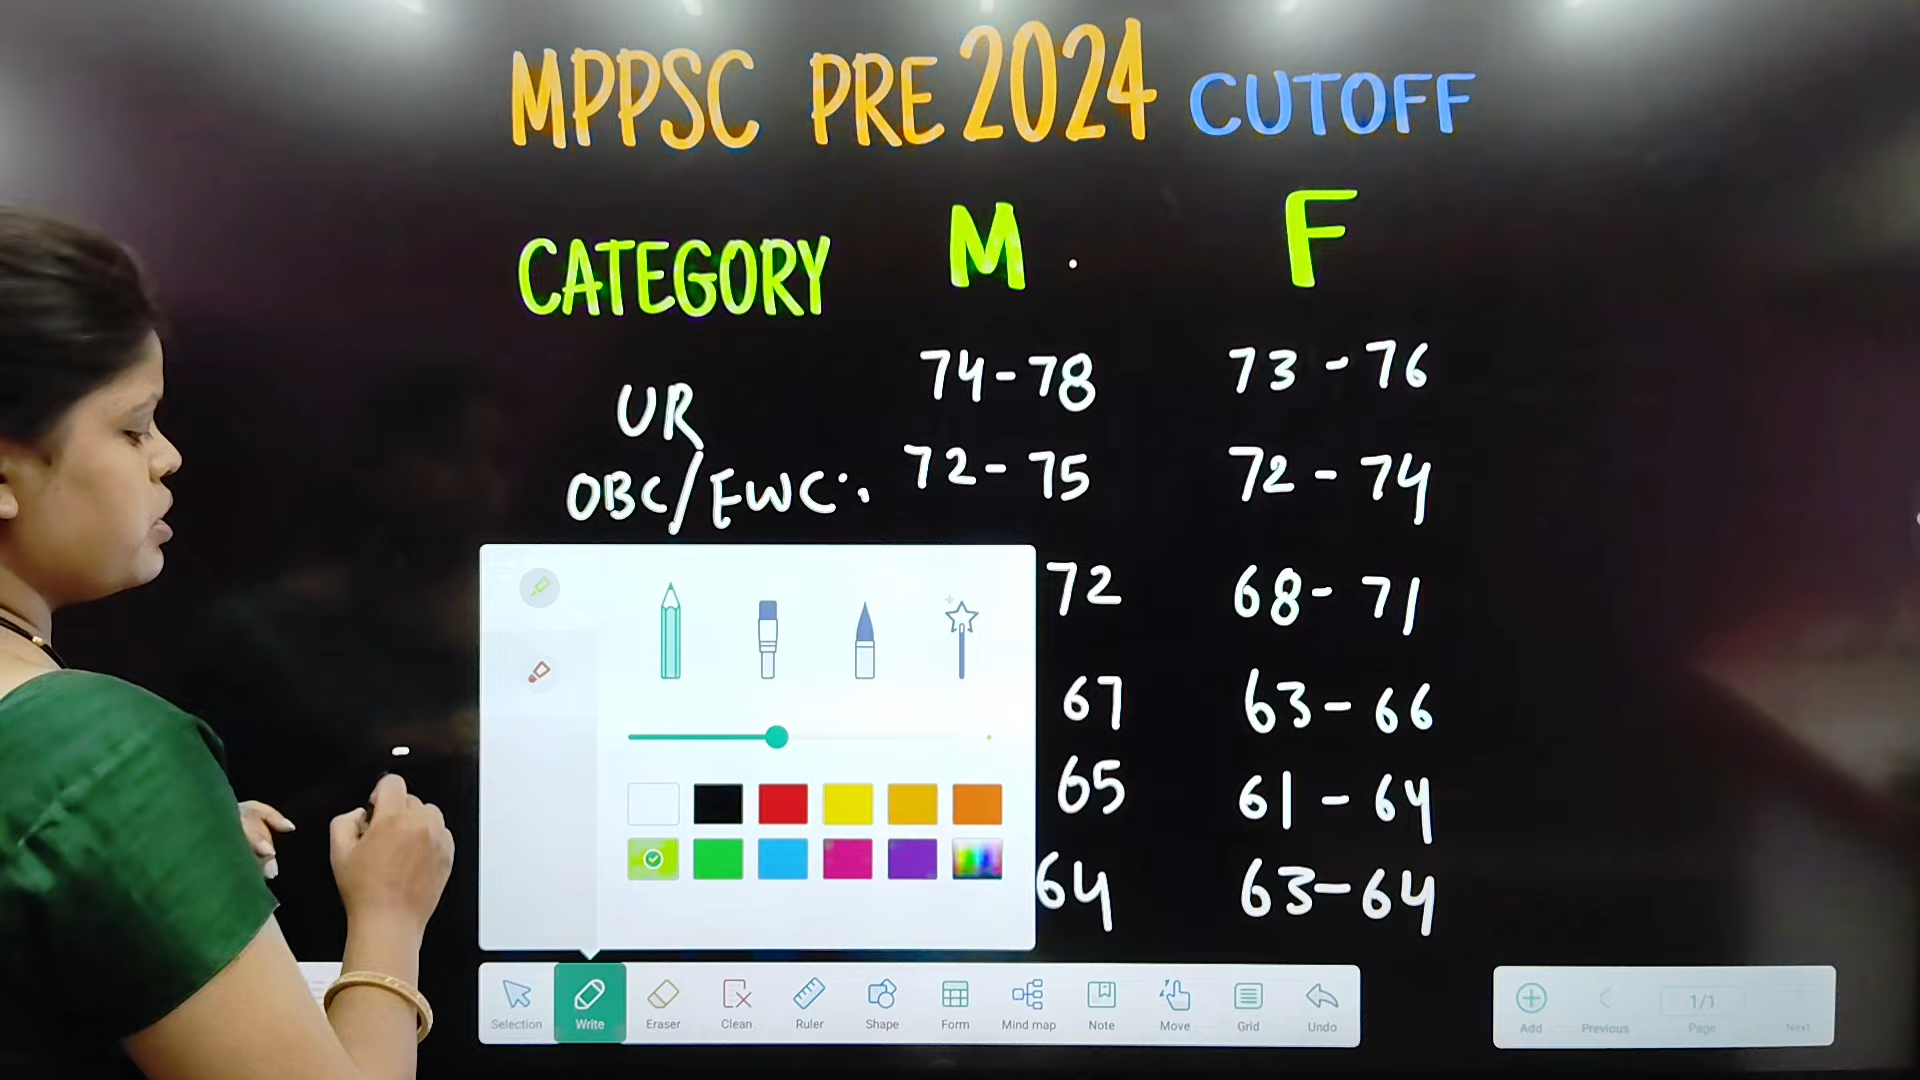 MPPSC PRE 2024 CUTOFF
CATEGORY M F
UR 74-78 73-76
OBC/EWC 72-75 72-74
72 68-71
67 63-66
65 61-64
64 63-64
Selection Write Eraser Clean Ruler Shape Form Mind map Note Move Grid Undo
Add Previous 1/1 Page Next